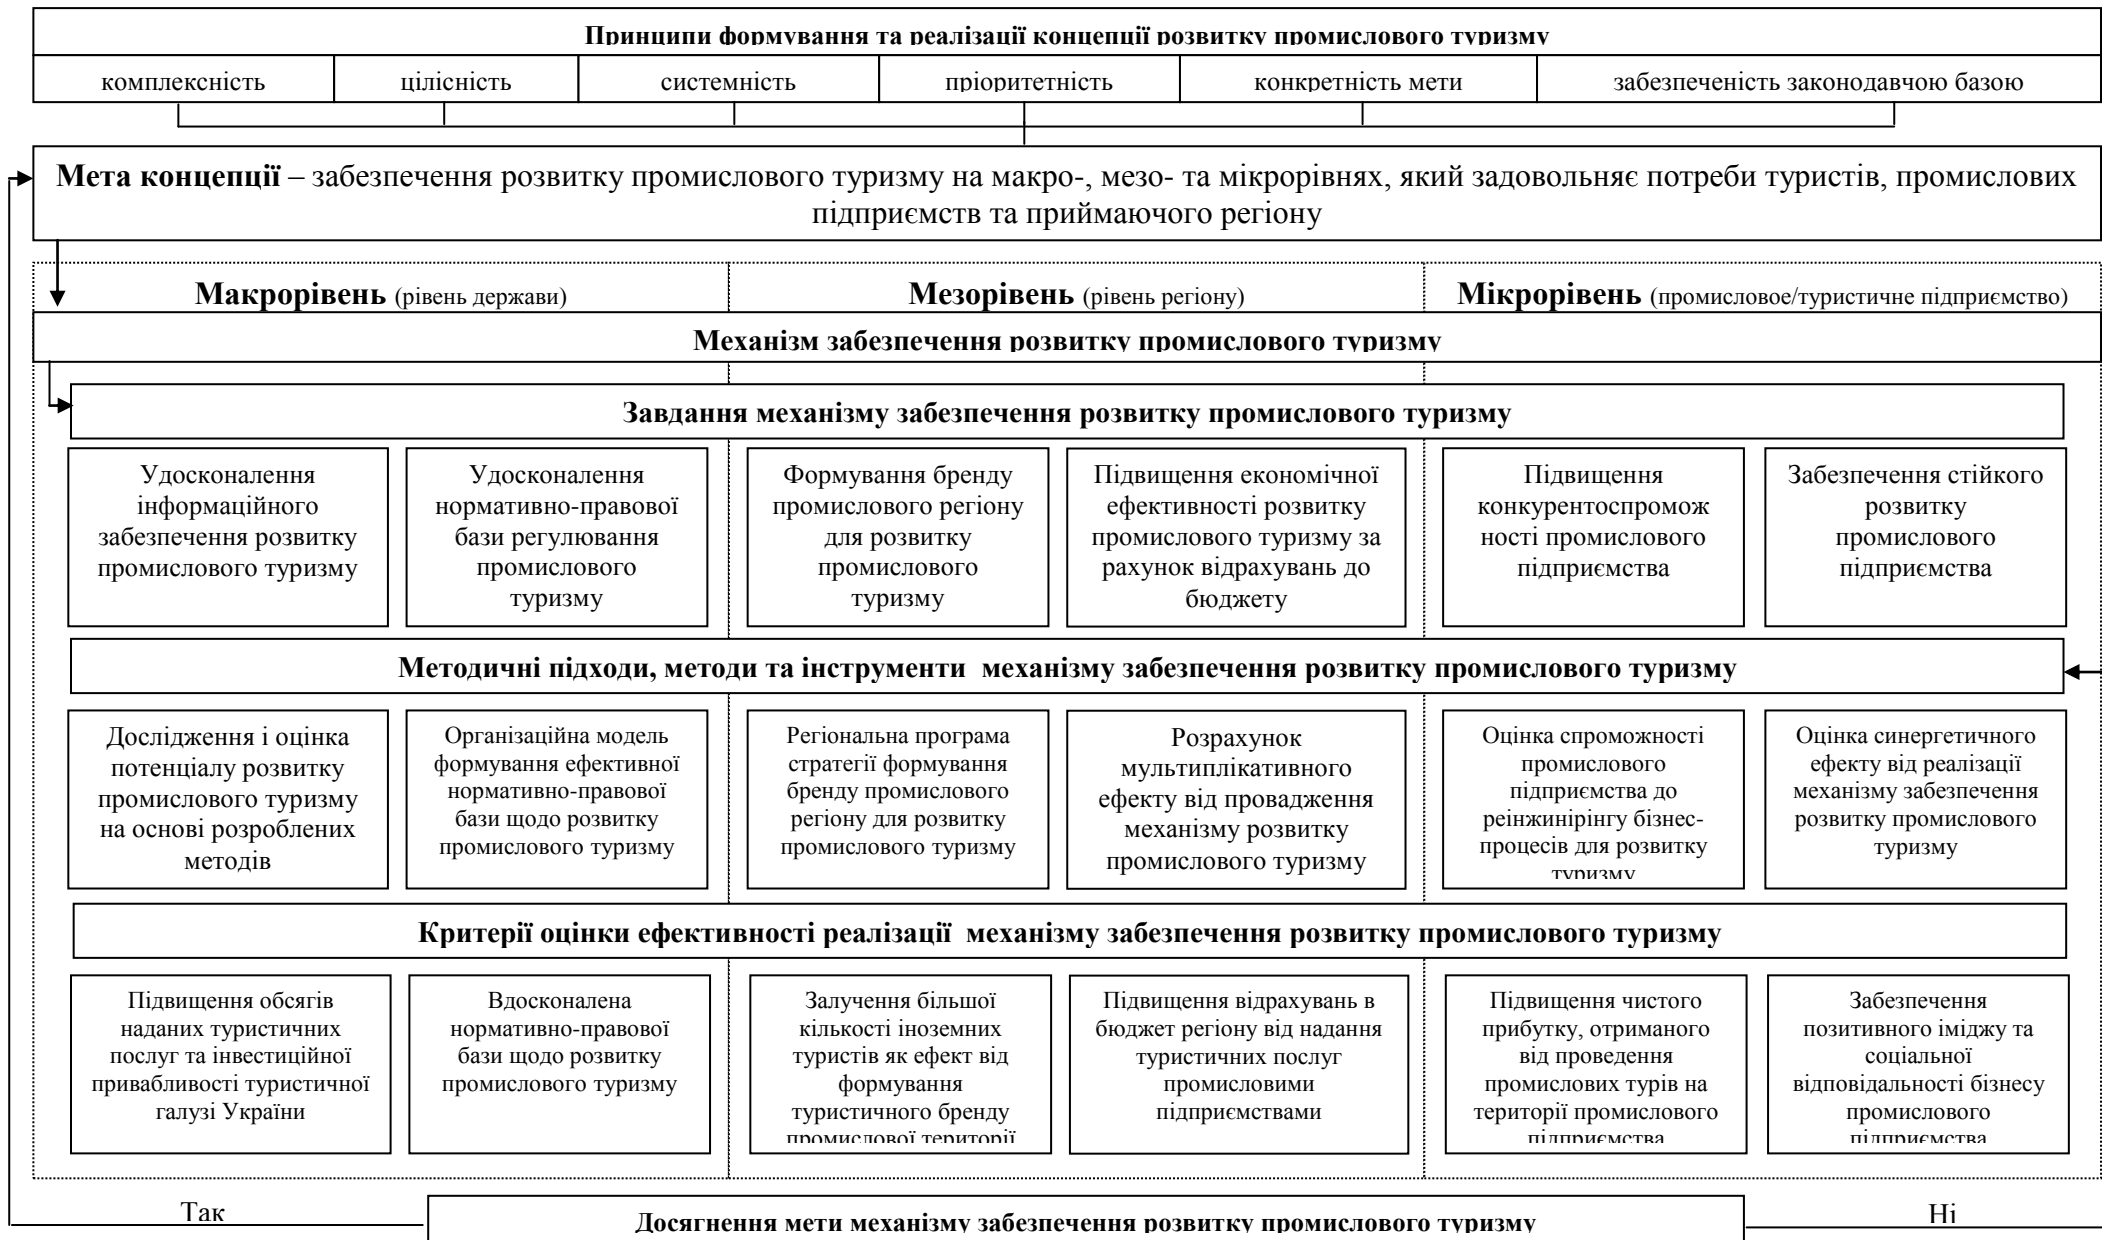 Принципи формування та реалізації концепції розвитку промислового туризму
комплексність
цілісність
системність
пріоритетність
конкретність мети
забезпеченість законодавчою базою
Мета концепції – забезпечення розвитку промислового туризму на макро-, мезо- та мікрорівнях, який задовольняє потреби туристів, промислових
підприємств та приймаючого регіону
Макрорівень (рівень держави)
Мезорівень (рівень регіону)
Мікрорівень (промисловое/туристичне підприємство)
Механізм забезпечення розвитку промислового туризму
Завдання механізму забезпечення розвитку промислового туризму
Удосконалення
інформаційного
забезпечення розвитку
промислового туризму
Удосконалення
нормативно-правової
бази регулювання
промислового
туризму
Формування бренду
промислового регіону
для розвитку
промислового
туризму
Підвищення економічної
ефективності розвитку
промислового туризму за
рахунок відрахувань до
бюджету
Підвищення
конкурентоспромож
ності промислового
підприємства
Забезпечення стійкого
розвитку
промислового
підприємства
Методичні підходи, методи та інструменти механізму забезпечення розвитку промислового туризму
Дослідження і оцінка
потенціалу розвитку
промислового туризму
на основі розроблених
методів
Організаційна модель
формування ефективної
нормативно-правової
бази щодо розвитку
промислового туризму
Регіональна програма
стратегії формування
бренду промислового
регіону для розвитку
промислового туризму
Розрахунок
мультиплікативного
ефекту від провадження
механізму розвитку
промислового туризму
Оцінка спроможності
промислового
підприємства до
реінжинірінгу бізнес-
процесів для розвитку
туризму
Оцінка синергетичного
ефекту від реалізації
механізму забезпечення
розвитку промислового
туризму
Критерії оцінки ефективності реалізації механізму забезпечення розвитку промислового туризму
Підвищення обсягів
наданих туристичних
послуг та інвестиційної
привабливості туристичної
галузі України
Вдосконалена
нормативно-правової
бази щодо розвитку
промислового туризму
Залучення більшої
кількості іноземних
туристів як ефект від
формування
туристичного бренду
промислової території
Підвищення відрахувань в
бюджет регіону від надання
туристичних послуг
промисловими
підприємствами
Підвищення чистого
прибутку, отриманого
від проведення
промислових турів на
території промислового
підприємства
Забезпечення
позитивного іміджу та
соціальної
відповідальності бізнесу
промислового
підприємства
Так
Досягнення мети механізму забезпечення розвитку промислового туризму
Ні